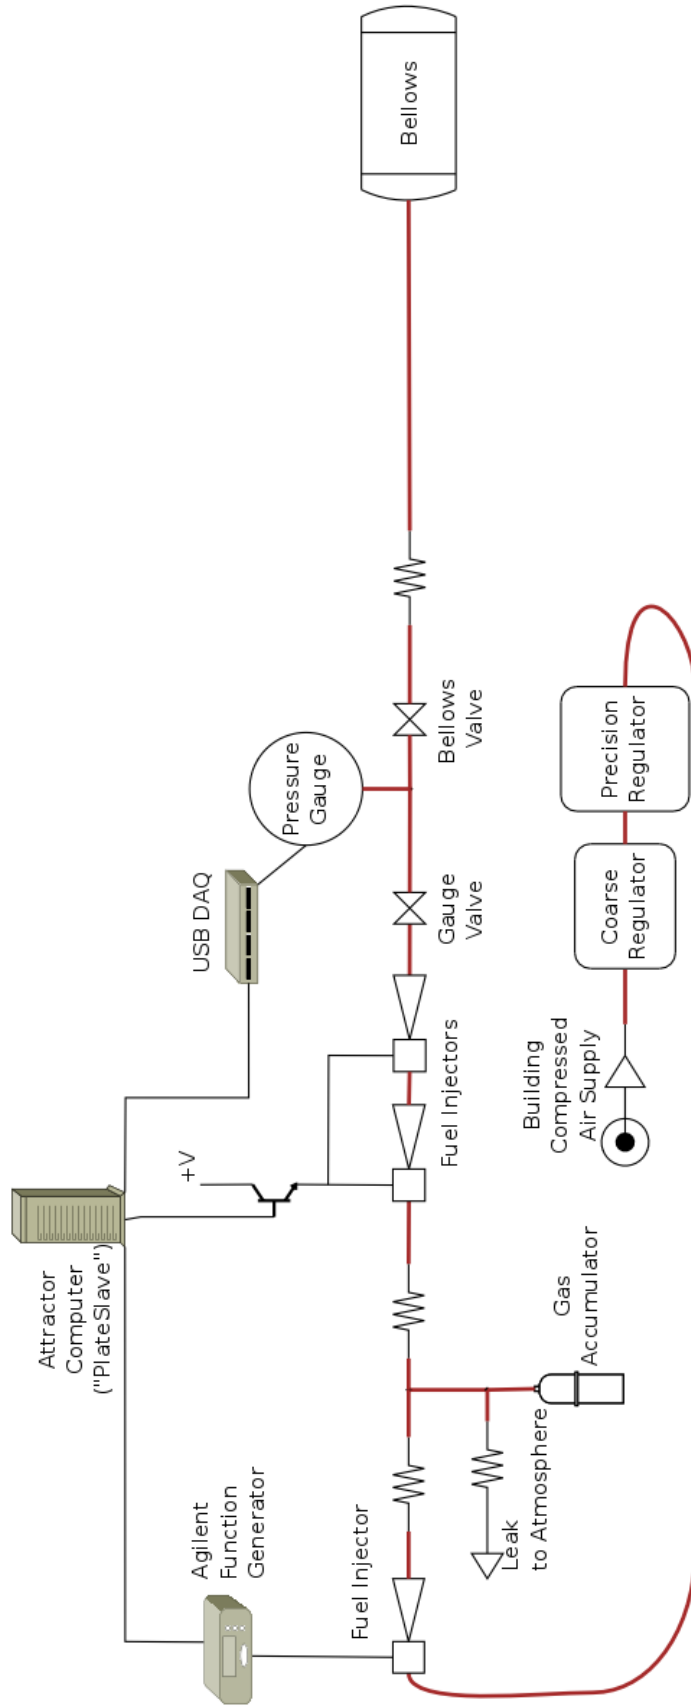 Attractor
Computer
("PlateSlave")
Agilent
Function
Generator
+V
USB DAQ
Pressure
Gauge
Fuel Injector
Fuel Injectors
Gauge
Valve
Bellows
Valve
Bellows
Leak
to Atmosphere
Gas
Accumulator
Building
Compressed
Air Supply
Coarse
Regulator
Precision
Regulator